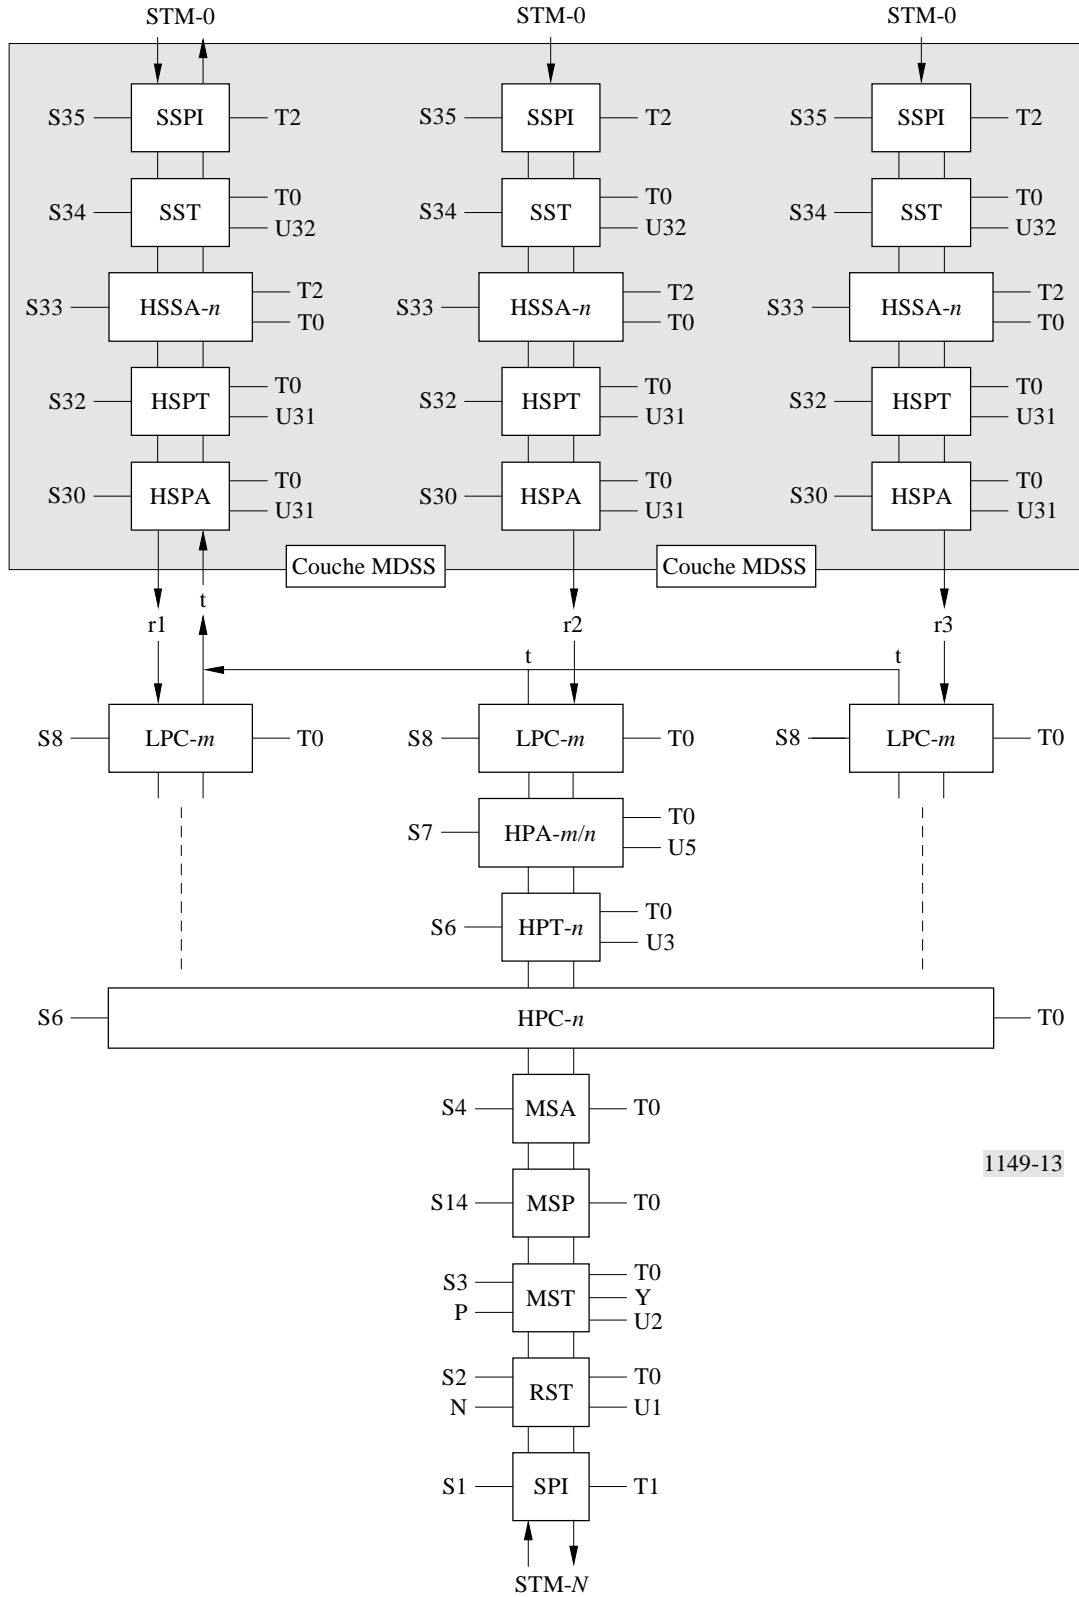 STM-0 STM-0 STM-0
S35 SSPI T2 S35 SSPI T2 S35 SSPI T2
T0 T0 T0
S34 SST S34 SST S34 SST
U32 U32 U32
T2 T2 T2
S33 HSSA-n S33 HSSA-n S33 HSSA-n
T0 T0 T0
T0 T0 T0
S32 HSPT S32 HSPT S32 HSPT
U31 U31 U31
T0 T0 T0
S30 HSPA S30 HSPA S30 HSPA
U31 U31 U31
Couche MDSS Couche MDSS
t
r1 r2 r3
t t
S8 LPC-m T0 S8 LPC-m T0 S8 LPC-m T0
T0
S7 HPA-m/n
U5
T0
S6 HPT-n
U3
S6 HPC-n T0
S4 MSA T0
1149-13
S14 MSP T0
T0
S3
MST Y
P
U2
S2 T0
RST
N U1
S1 SPI T1
STM-N